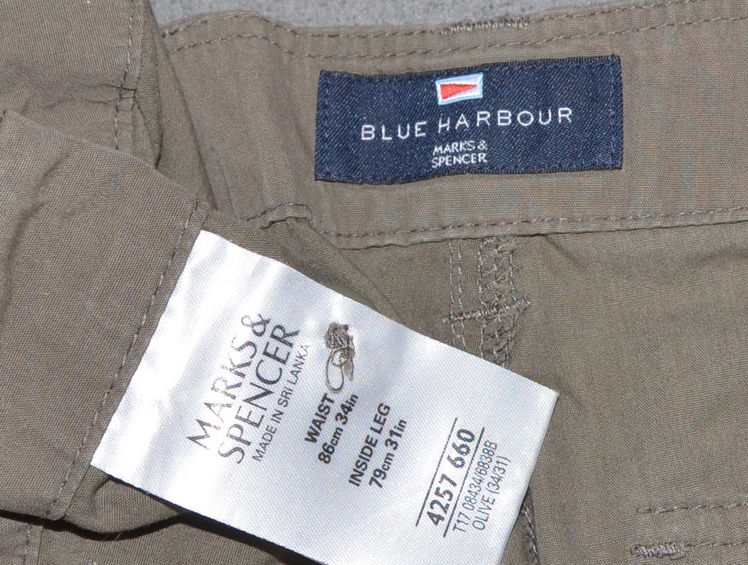 BLUE HARBOUR
MARKS &
SPENCER
MARKS &
SPENCER
MADE IN SRI LANKA
WAIST
86cm 34in
INSIDE LEG
79cm 31in
4257 660
T17 08434/6838B
OLIVE (34/31)